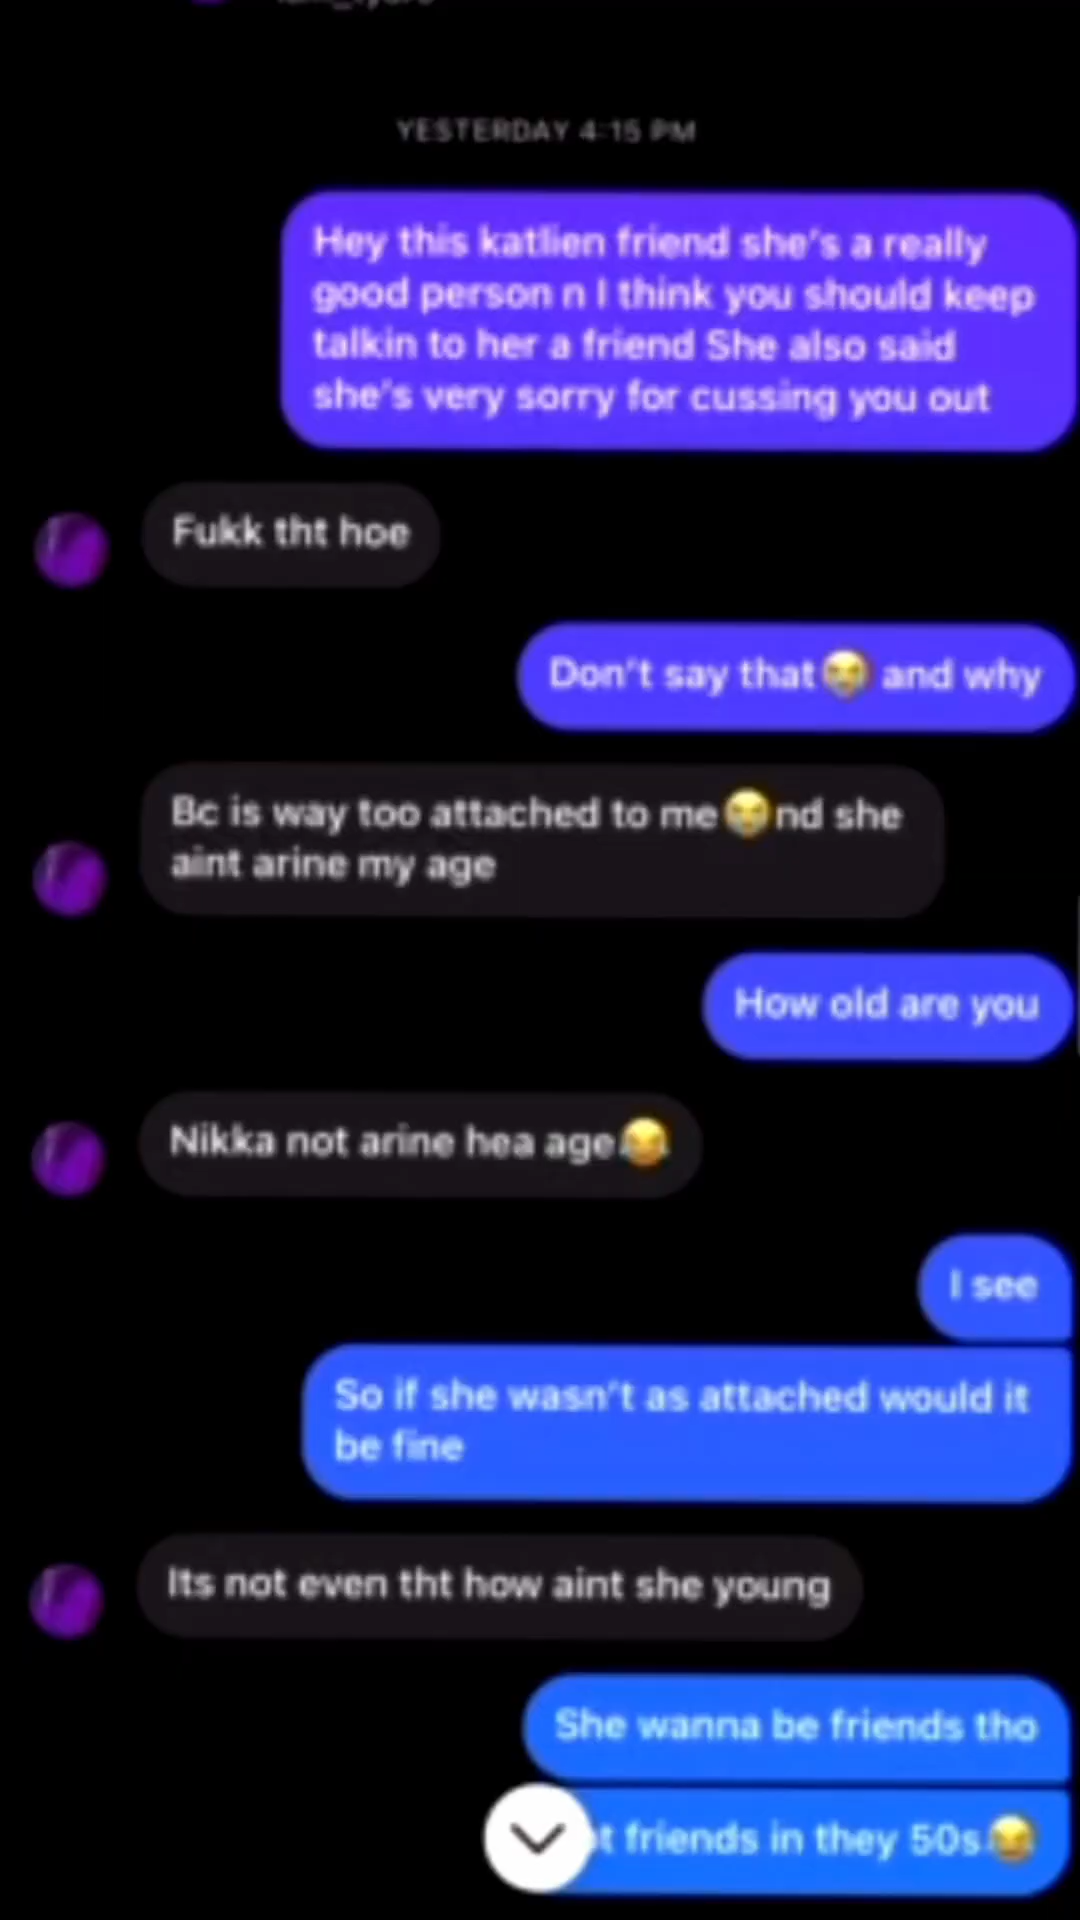 YESTERDAY 4:15 PM
Hey this katlien friend she's a really
good person n I think you should keep
talkin to her a friend She also said
she's very sorry for cussing you out
Fukk tht hoe
Don't say that😭 and why
Bc is way too attached to me😭nd she
aint arine my age
How old are you
Nikka not arine hea age😂
I see
So if she wasn't as attached would it
be fine
Its not even tht how aint she young
She wanna be friends tho
friends in they 50s😂